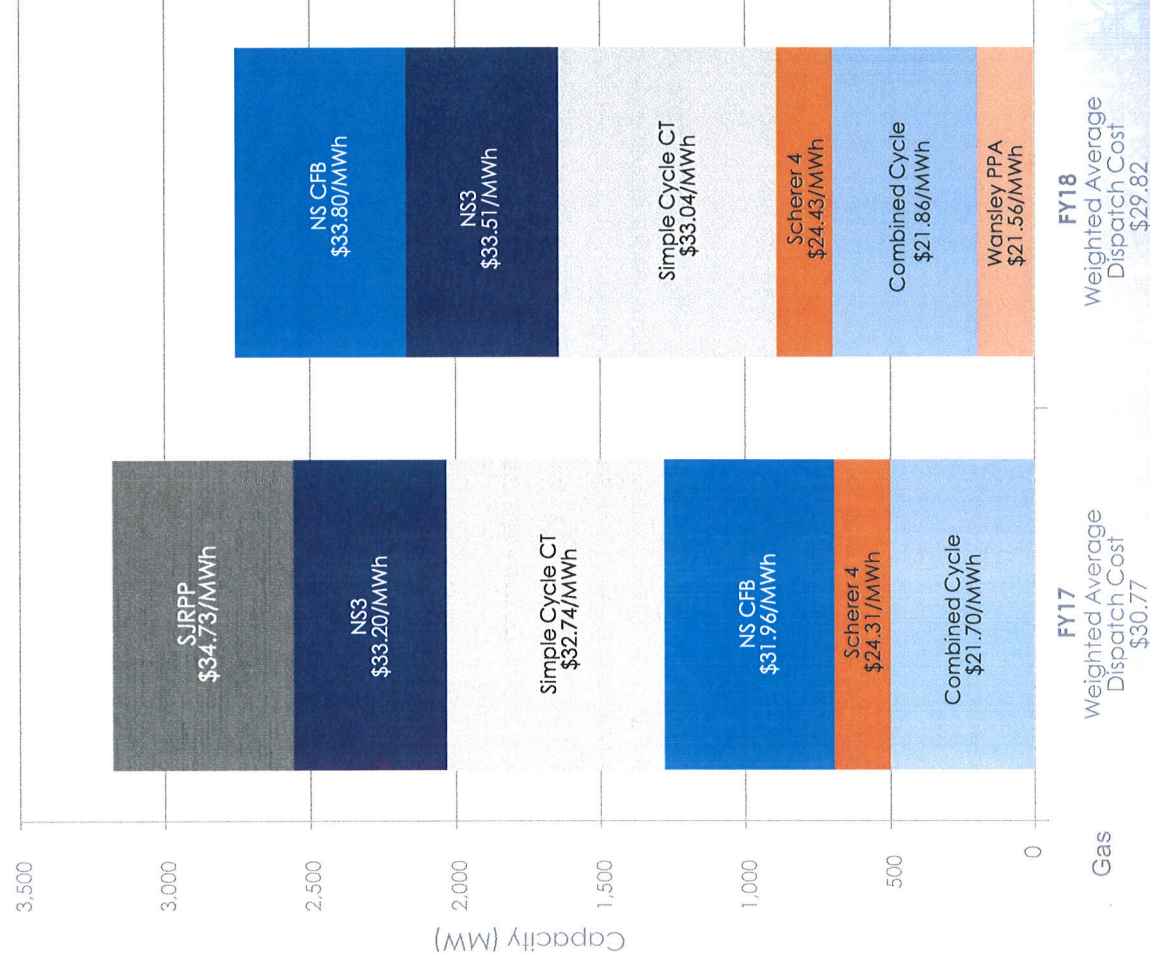 3,500
3,000
2,500
2,000
1,500
1,000
500
0
Capacity (MW)
SJRPP
$34.73/MWh
NS3
$33.20/MWh
Simple Cycle CT
$32.74/MWh
NS CFB
$31.96/MWh
Scherer 4
$24.31/MWh
Combined Cycle
$21.70/MWh
NS CFB
$33.80/MWh
NS3
$33.51/MWh
Simple Cycle CT
$33.04/MWh
Scherer 4
$24.43/MWh
Combined Cycle
$21.86/MWh
Wansley PPA
$21.56/MWh
Gas
FY17
Weighted Average
Dispatch Cost
$30.77
FY18
Weighted Average
Dispatch Cost
$29.82